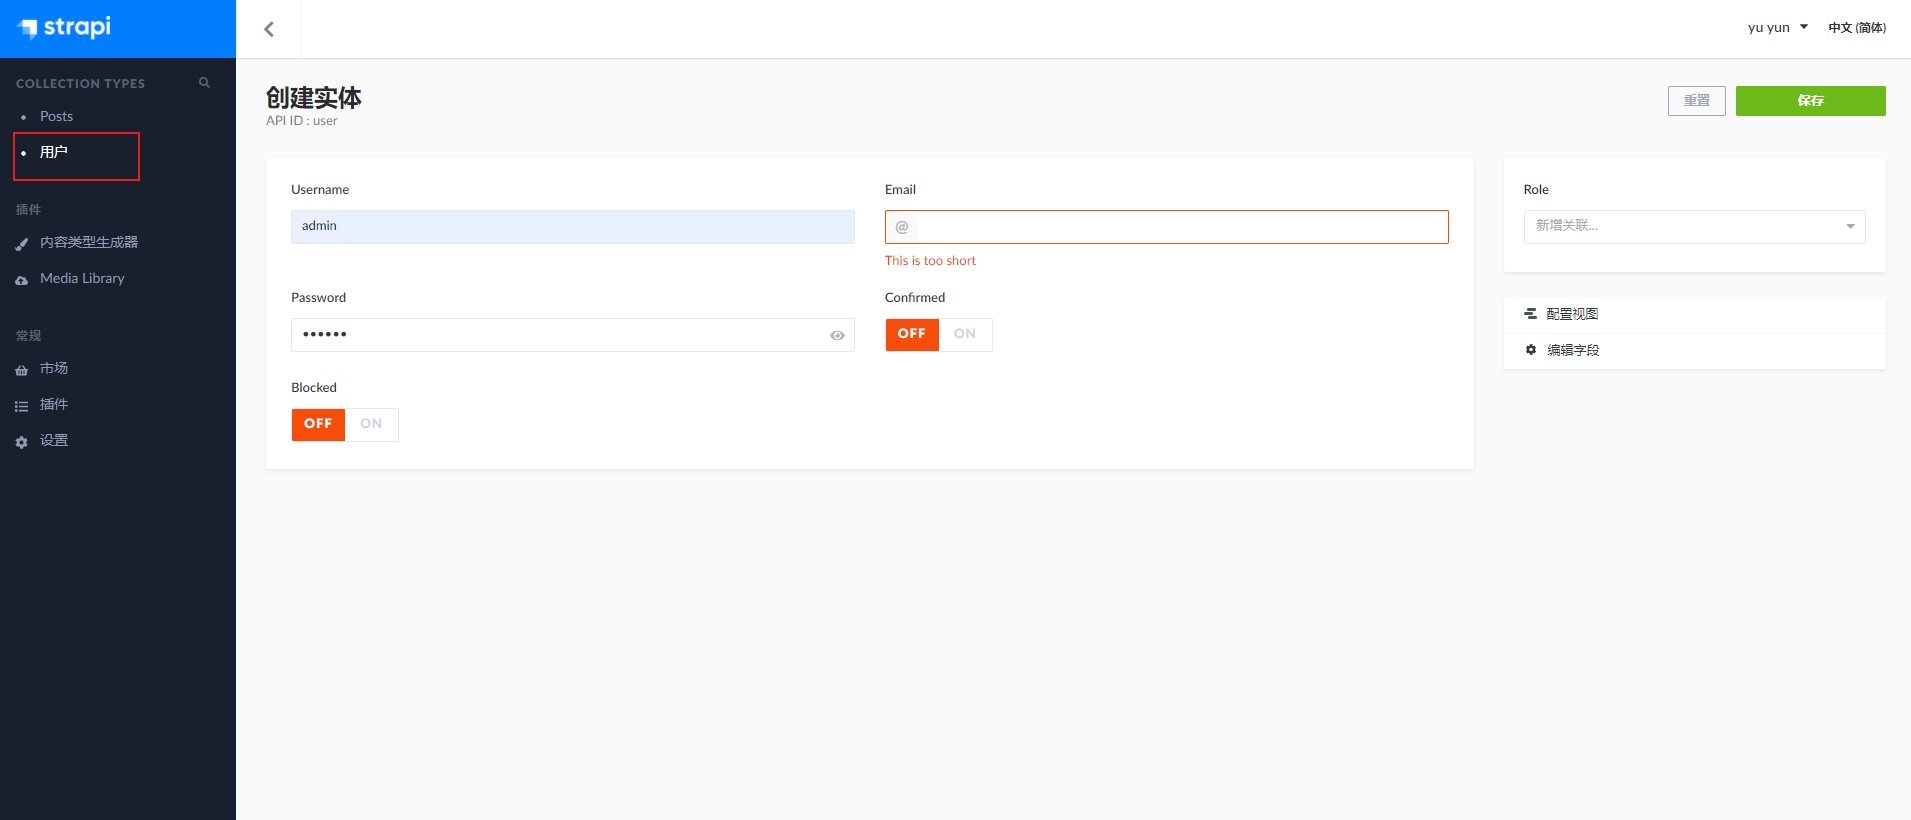 strapi
yu yun
中文 (简体)
COLLECTION TYPES
Posts
用户
插件
内容类型生成器
Media Library
常规
市场
插件
设置
创建实体
API ID : user
重置
保存
Username
admin
Email
@
This is too short
Password
••••••
Confirmed
OFF ON
Blocked
OFF ON
Role
新增关联...
配置视图
编辑字段